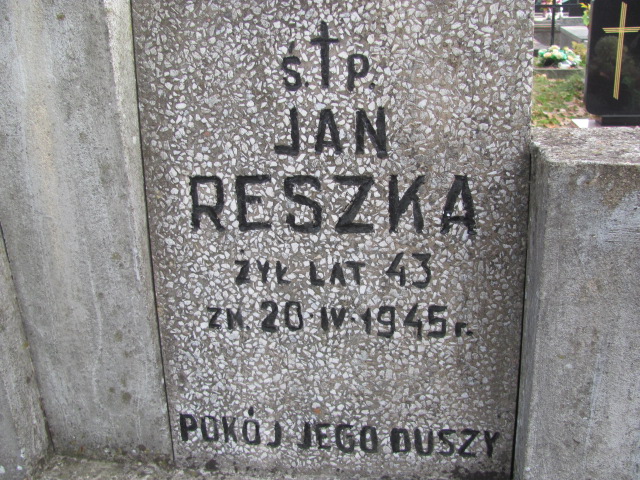 Ś.†P.
JAN
RESZKA
ŻYŁ LAT 43
ZM. 20·IV·1945 r.
POKÓJ JEGO DUSZY